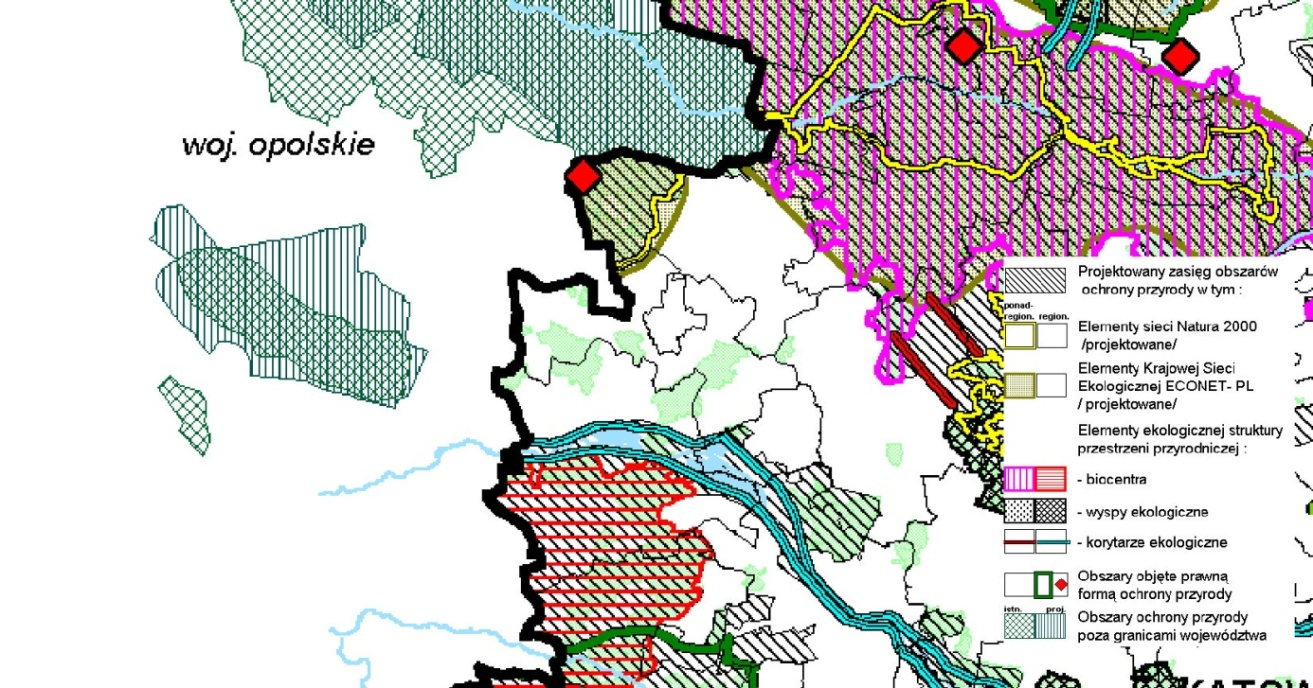 woj. opolskie
Projektowany zasięg obszarów
ochrony przyrody w tym :
ponad-
region. region.
Elementy sieci Natura 2000
/projektowane/
Elementy Krajowej Sieci
Ekologicznej ECONET- PL
/ projektowane/
Elementy ekologicznej struktury
przestrzeni przyrodniczej :
- biocentra
- wyspy ekologiczne
- korytarze ekologiczne
Obszary objęte prawną
formą ochrony przyrody
istn. proj.
Obszary ochrony przyrody
poza granicami województwa
KATOW